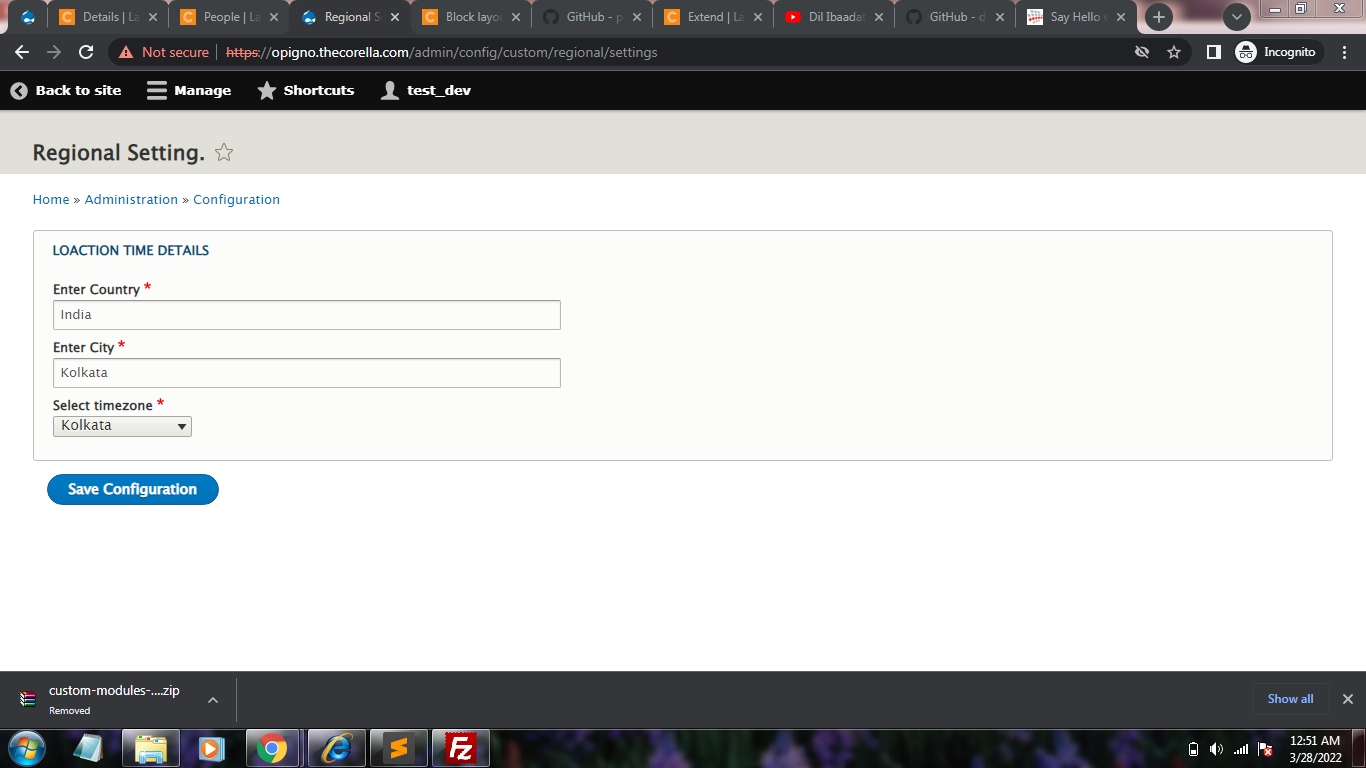 Details | La
People | La
Regional S
Block layou
GitHub - p
Extend | La
Dil Ibaadat
GitHub - d
Say Hello
Not secure
https://opigno.thecorella.com/admin/config/custom/regional/settings
Incognito
Back to site
Manage
Shortcuts
test_dev
Regional Setting.
Home » Administration » Configuration
LOACTION TIME DETAILS
Enter Country *
India
Enter City *
Kolkata
Select timezone *
Kolkata
Save Configuration
custom-modules-....zip
Removed
Show all
12:51 AM
3/28/2022